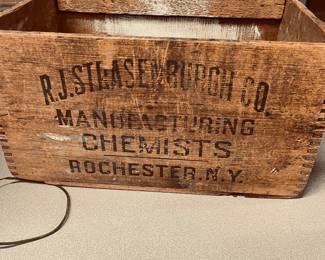 R.J. STRASENBURGH CO.
MANUFACTURING
CHEMISTS
ROCHESTER, N.Y.